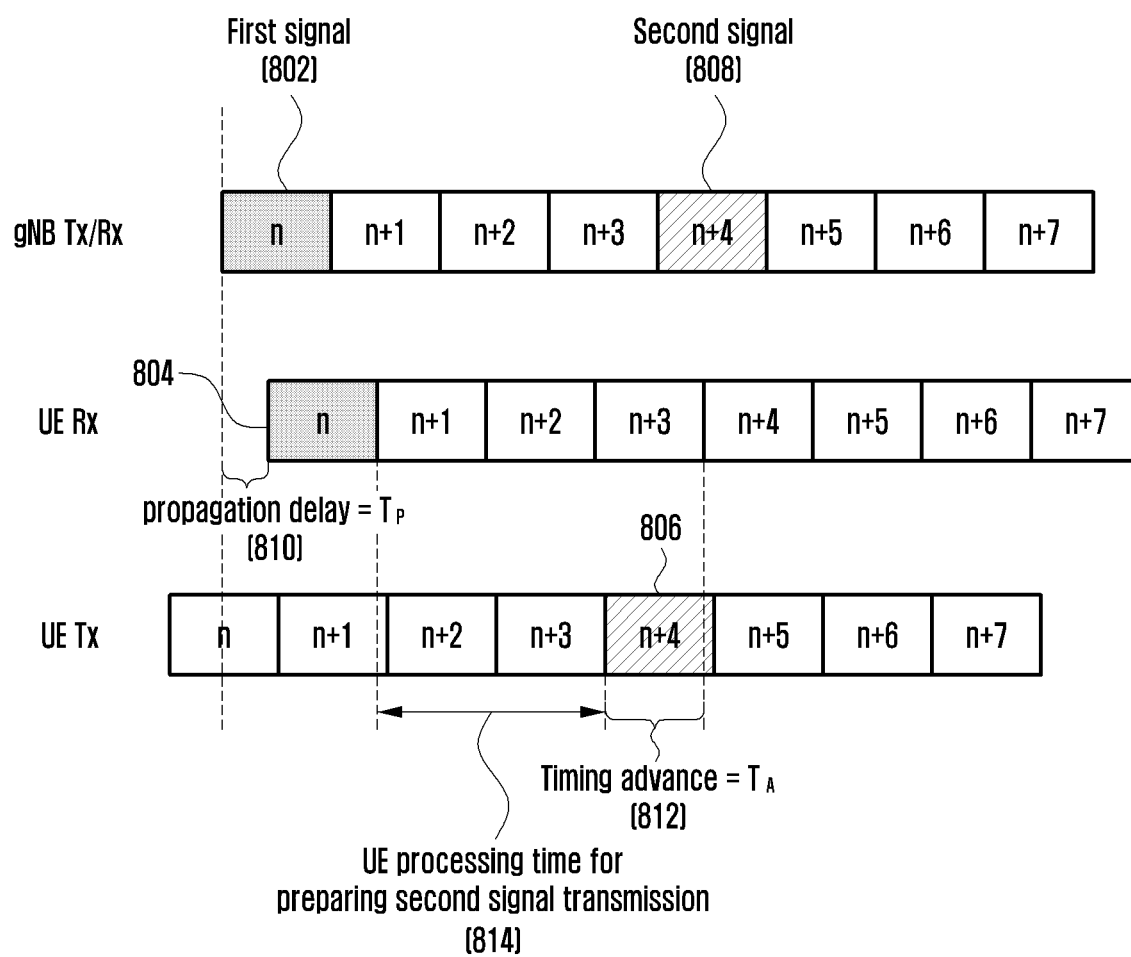 First signal
(802)
Second signal
(808)
gNB Tx/Rx
n
n+1
n+2
n+3
n+4
n+5
n+6
n+7
804
UE Rx
n
n+1
n+2
n+3
n+4
n+5
n+6
n+7
propagation delay = T P
(810)
806
UE Tx
n
n+1
n+2
n+3
n+4
n+5
n+6
n+7
Timing advance = T A
(812)
UE processing time for
preparing second signal transmission
(814)